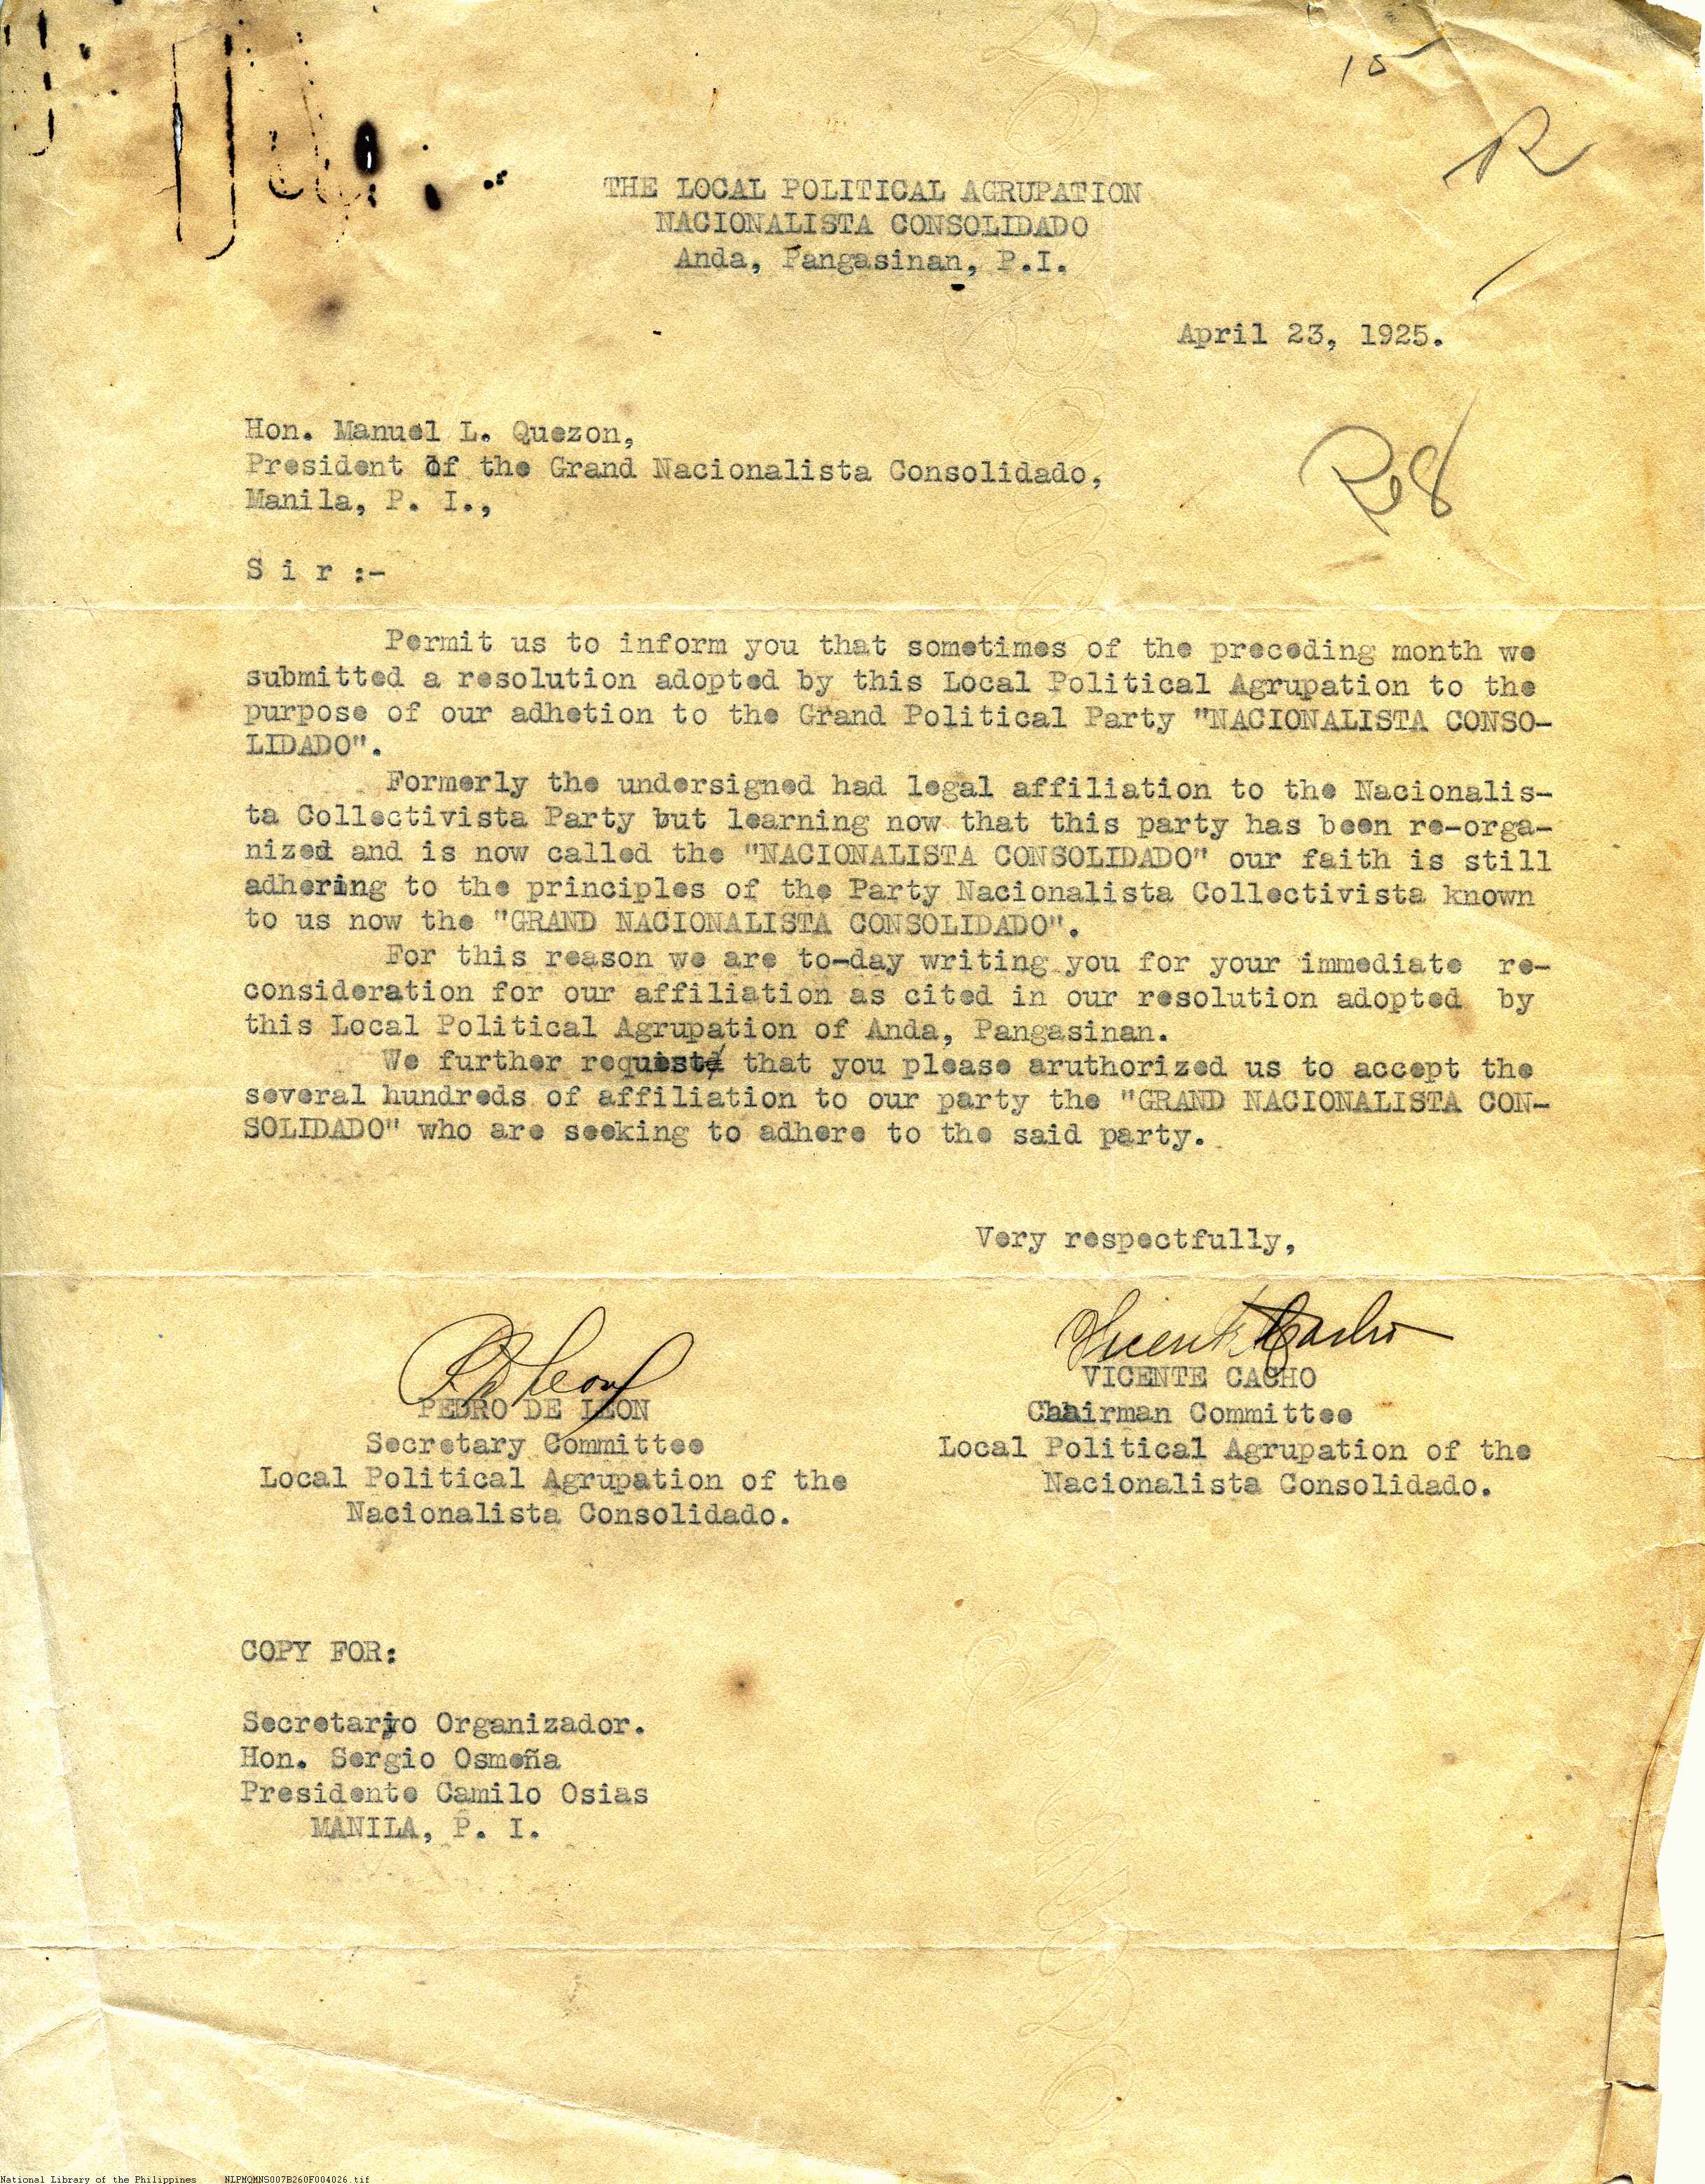 15
R
THE LOCAL POLITICAL AGRUPATION
NACIONALISTA CONSOLIDADO
Anda, Pangasinan, P.I.
April 23, 1925.
Hon. Manuel L. Quezon,
President of the Grand Nacionalista Consolidado,
Manila, P. I.,
S i r :-
Permit us to inform you that sometimes of the preceding month we
submitted a resolution adopted by this Local Political Agrupation to the
purpose of our adhetion to the Grand Political Party "NACIONALISTA CONSO-
LIDADO".
Formerly the undersigned had legal affiliation to the Nacionalis-
ta Collectivista Party but learning now that this party has been re-orga-
nized and is now called the "NACIONALISTA CONSOLIDADO" our faith is still
adhering to the principles of the Party Nacionalista Collectivista known
to us now the "GRAND NACIONALISTA CONSOLIDADO".
For this reason we are to-day writing you for your immediate re-
consideration for our affiliation as cited in our resolution adopted by
this Local Political Agrupation of Anda, Pangasinan.
We further request that you please aruthorized us to accept the
several hundreds of affiliation to our party the "GRAND NACIONALISTA CON-
SOLIDADO" who are seeking to adhere to the said party.
Very respectfully,
Vicente Cacho
VICENTE CACHO
Chairman Committee
Local Political Agrupation of the
Nacionalista Consolidado.
P. de Leon
PEDRO DE LEON
Secretary Committee
Local Political Agrupation of the
Nacionalista Consolidado.
COPY FOR:
Secretaryo Organizador.
Hon. Sergio Osmeña
Presidente Camilo Osias
MANILA, P. I.
National Library of the Philippines NLPMQMNS007B260F004026.tif